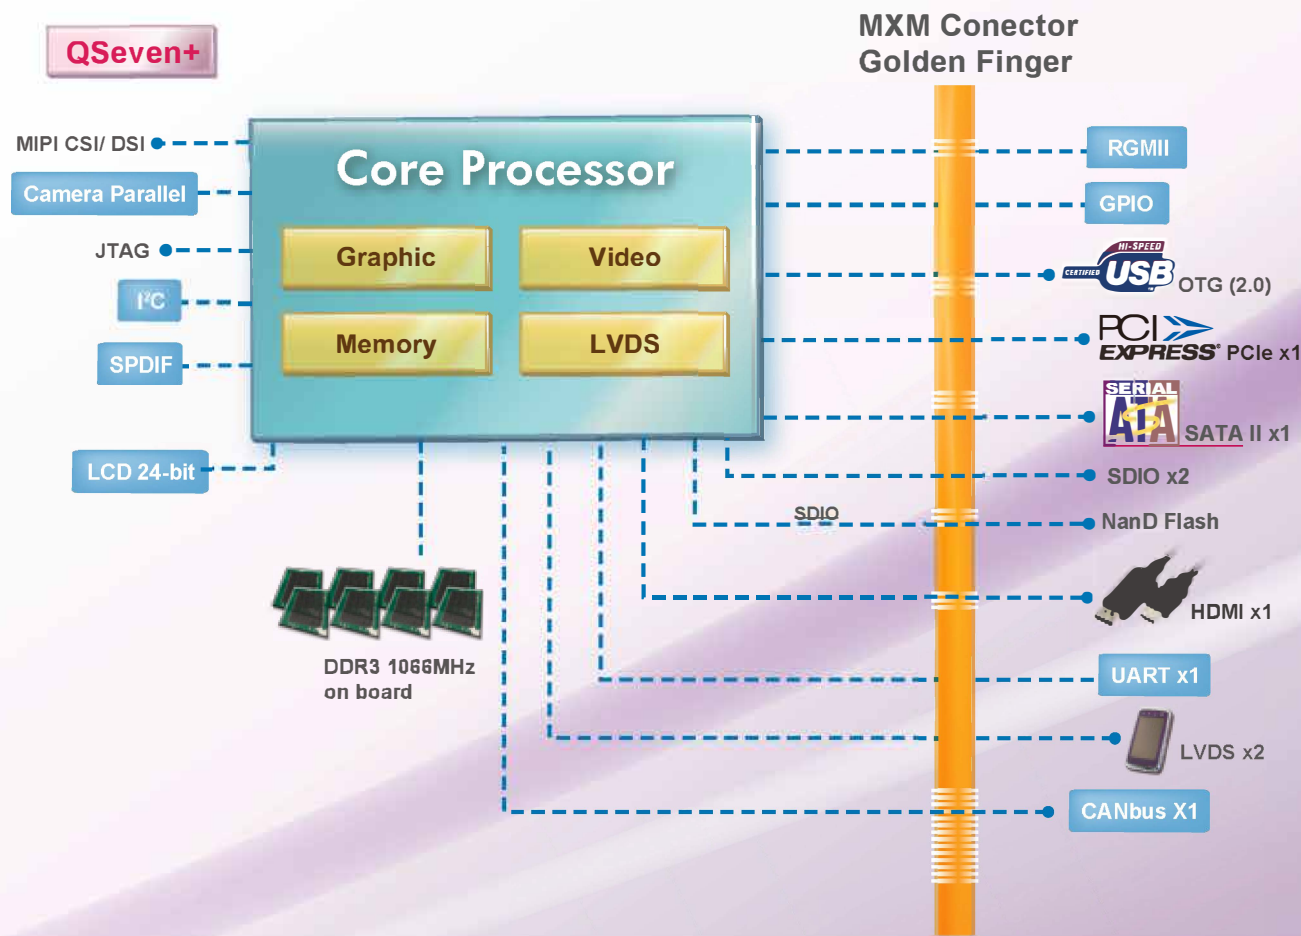 QSeven+
MXM Conector
Golden Finger
MIPI CSI/ DSI
Camera Parallel
JTAG
I²C
SPDIF
LCD 24-bit
Core Processor
Graphic
Video
Memory
LVDS
DDR3 1066MHz
on board
SDIO
RGMII
GPIO
HI-SPEED
CERTIFIED USB
OTG (2.0)
PCI
EXPRESS® PCIe x1
SERIAL
ATA
SATA II x1
SDIO x2
NanD Flash
HDMI x1
UART x1
LVDS x2
CANbus X1